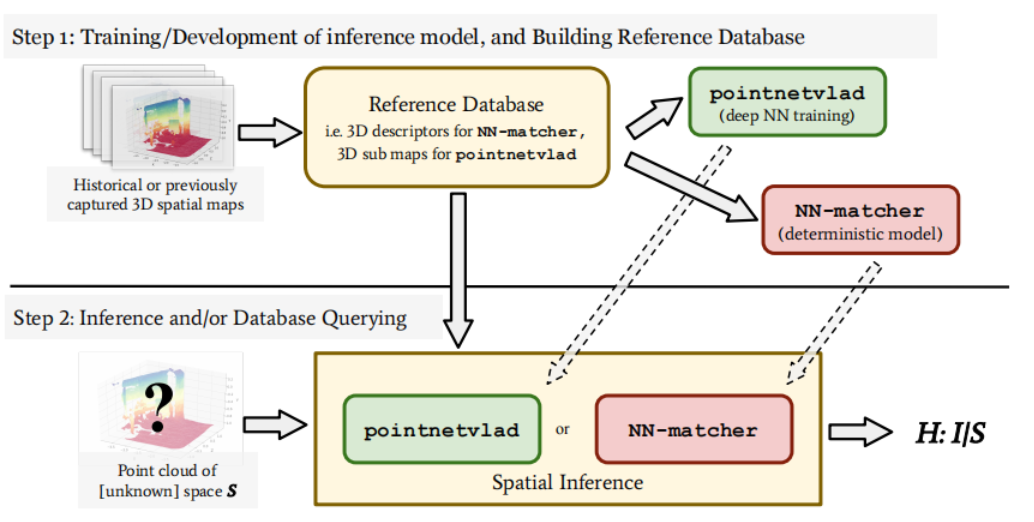 Step 1: Training/Development of inference model, and Building Reference Database
Historical or previously
captured 3D spatial maps
Reference Database
i.e. 3D descriptors for NN-matcher,
3D sub maps for pointnetvlad
pointnetvlad
(deep NN training)
NN-matcher
(deterministic model)
Step 2: Inference and/or Database Querying
?
Point cloud of
[unknown] space S
pointnetvlad
or
NN-matcher
Spatial Inference
H: I|S